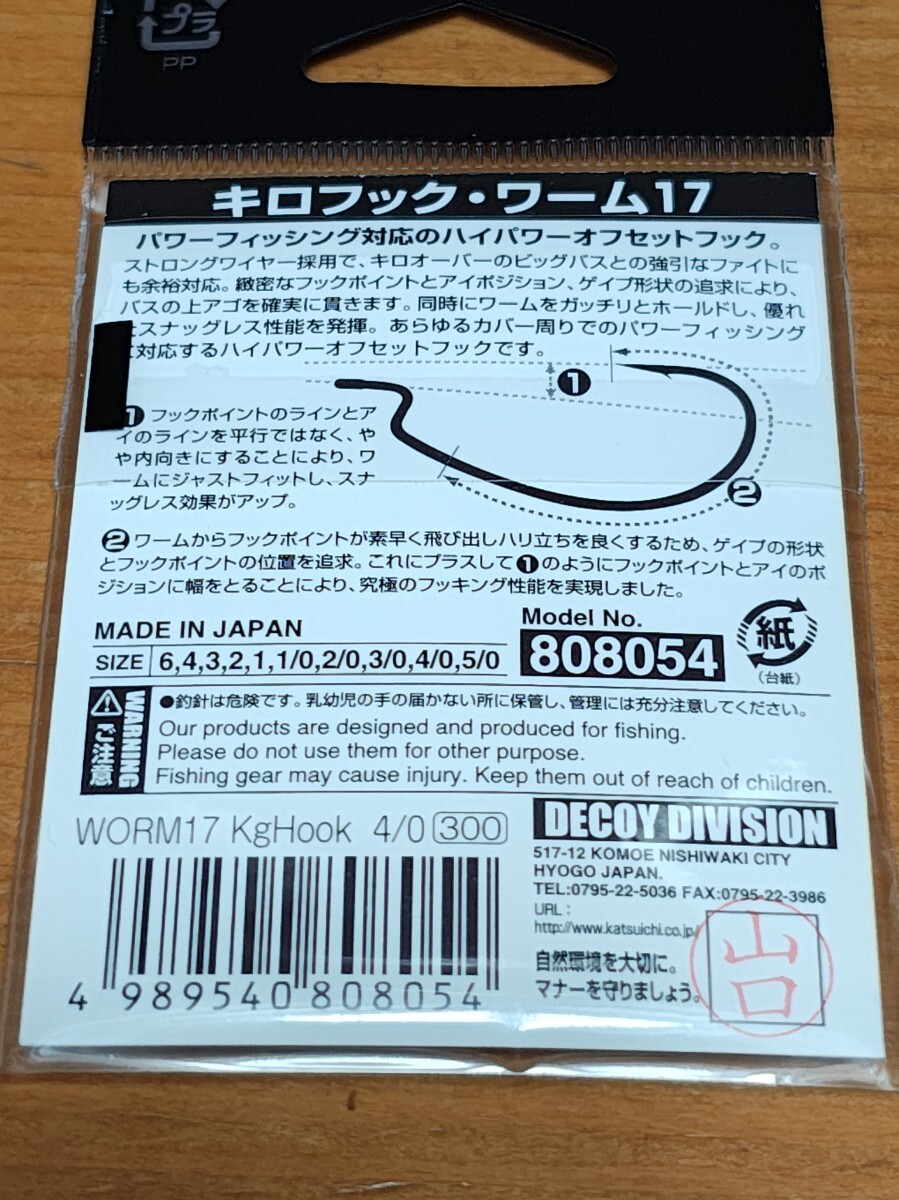 プラ
PP
キロフック・ワーム17
パワーフィッシング対応のハイパワーオフセットフック。
ストロングワイヤー採用で、キロオーバーのビッグバスとの強引なファイトに
も余裕対応。緻密なフックポイントとアイポジション、ゲイプ形状の追求により、
バスの上アゴを確実に貫きます。同時にワームをガッチリとホールドし、優れ
たスナッグレス性能を発揮。あらゆるカバー周りでのパワーフィッシング
に対応するハイパワーオフセットフックです。
❶
❶ フックポイントのラインとア
イのラインを平行ではなく、や
や内向きにすることにより、ワ
ームにジャストフィットし、スナ
ッグレス効果がアップ。
❷
❷ ワームからフックポイントが素早く飛び出しハリ立ちを良くするため、ゲイプの形状
とフックポイントの位置を追求。これにプラスして❶のようにフックポイントとアイのポ
ジションに幅をとることにより、究極のフッキング性能を実現しました。
MADE IN JAPAN
SIZE 6,4,3,2,1,1/0,2/0,3/0,4/0,5/0
Model No.
808054
紙
(台紙)
WARNING
ご注意
●釣針は危険です。乳幼児の手の届かない所に保管し、管理には充分注意してください。
Our products are designed and produced for fishing.
Please do not use them for other purpose.
Fishing gear may cause injury. Keep them out of reach of children.
WORM17 KgHook 4/0 300
4 989540 808054
DECOY DIVISION
517-12 KOMOE NISHIWAKI CITY
HYOGO JAPAN.
TEL:0795-22-5036 FAX:0795-22-3986
URL:
http://www.katsuichi.co.jp/
自然環境を大切に。
マナーを守りましょう。
山口